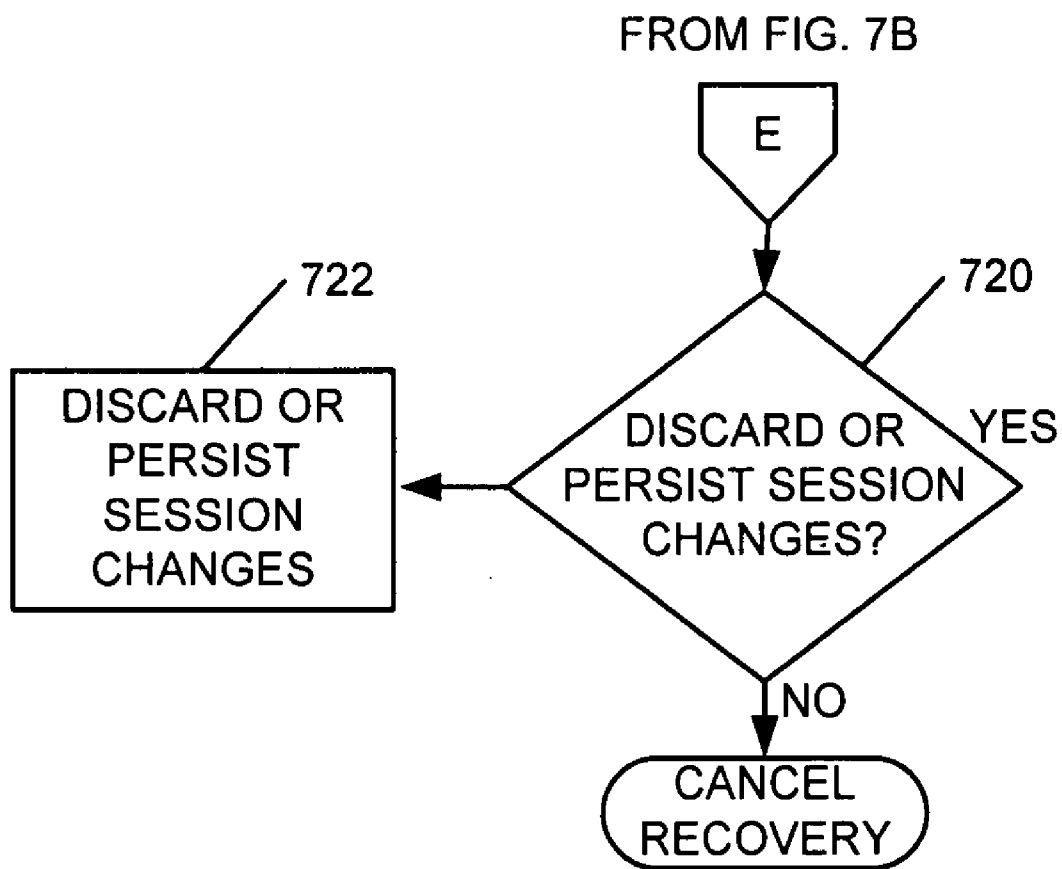 FROM FIG. 7B
E
722
720
DISCARD OR
PERSIST
SESSION
CHANGES
DISCARD OR
PERSIST SESSION
CHANGES?
YES
NO
CANCEL
RECOVERY